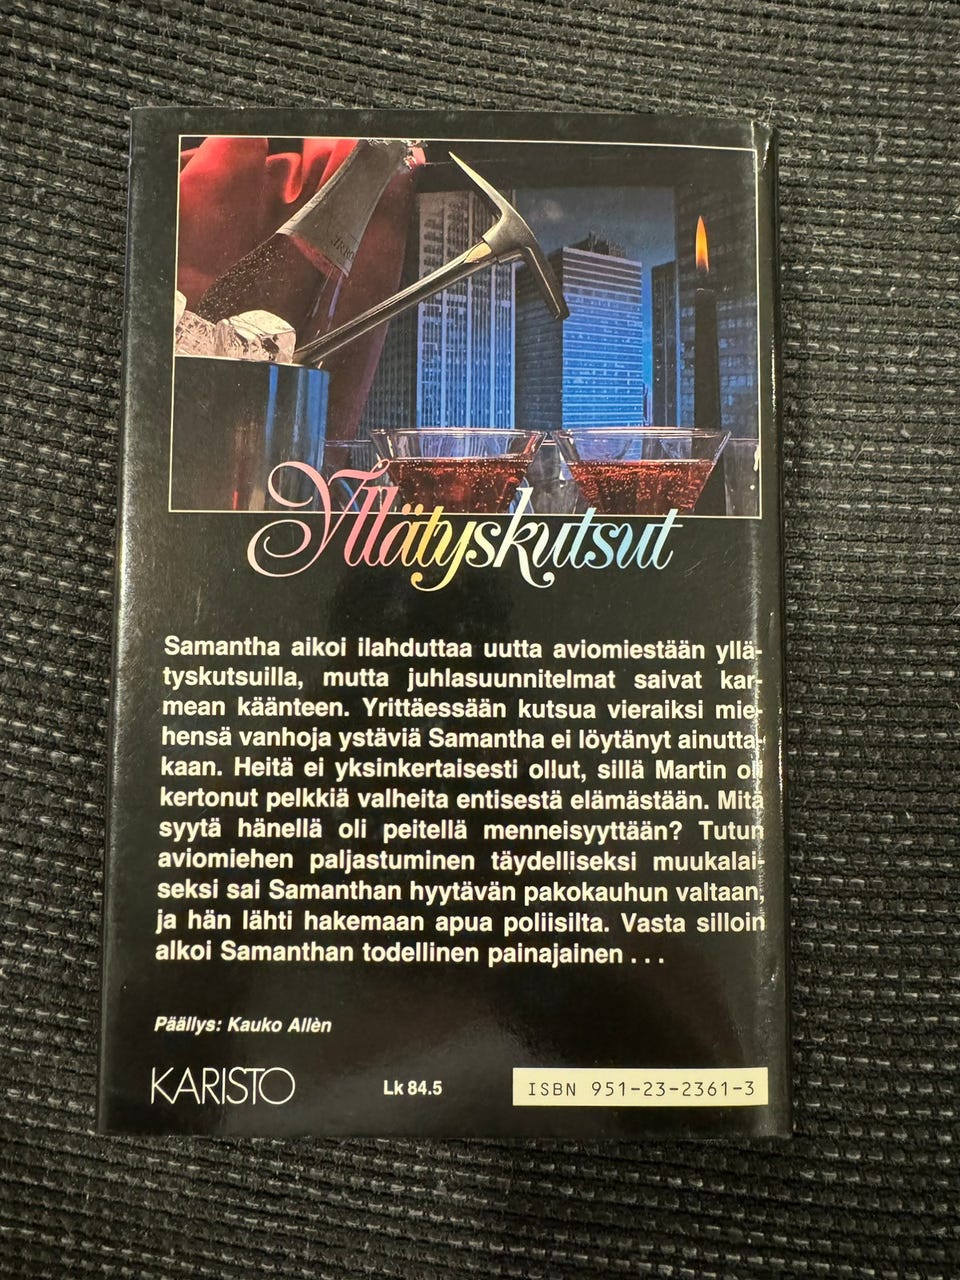 Yllätyskutsut
Samantha aikoi ilahduttaa uutta aviomiestään yllä-
tyskutsuilla, mutta juhlasuunnitelmat saivat kar-
mean käänteen. Yrittäessään kutsua vieraiksi mie-
hensä vanhoja ystäviä Samantha ei löytänyt ainutta-
kaan. Heitä ei yksinkertaisesti ollut, sillä Martin oli
kertonut pelkkiä valheita entisestä elämästään. Mitä
syytä hänellä oli peitellä menneisyyttään? Tutun
aviomiehen paljastuminen täydelliseksi muukalai-
seksi sai Samanthan hyytävän pakokauhun valtaan,
ja hän lähti hakemaan apua poliisilta. Vasta silloin
alkoi Samanthan todellinen painajainen . . .
Päällys: Kauko Allèn
KARISTO
Lk 84.5
ISBN 951-23-2361-3